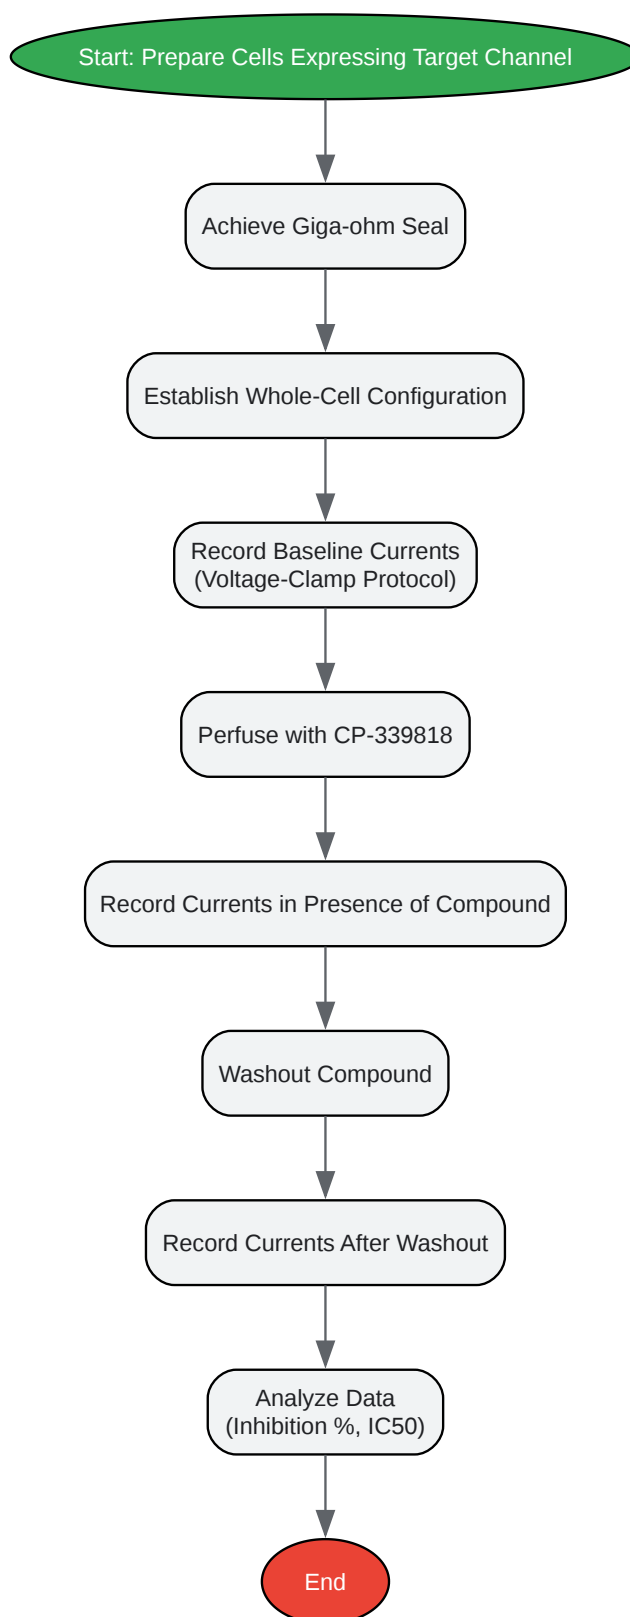 Start: Prepare Cells Expressing Target Channel
Achieve Giga-ohm Seal
Establish Whole-Cell Configuration
Record Baseline Currents
(Voltage-Clamp Protocol)
Perfuse with CP-339818
Record Currents in Presence of Compound
Washout Compound
Record Currents After Washout
Analyze Data
(Inhibition %, IC50)
End